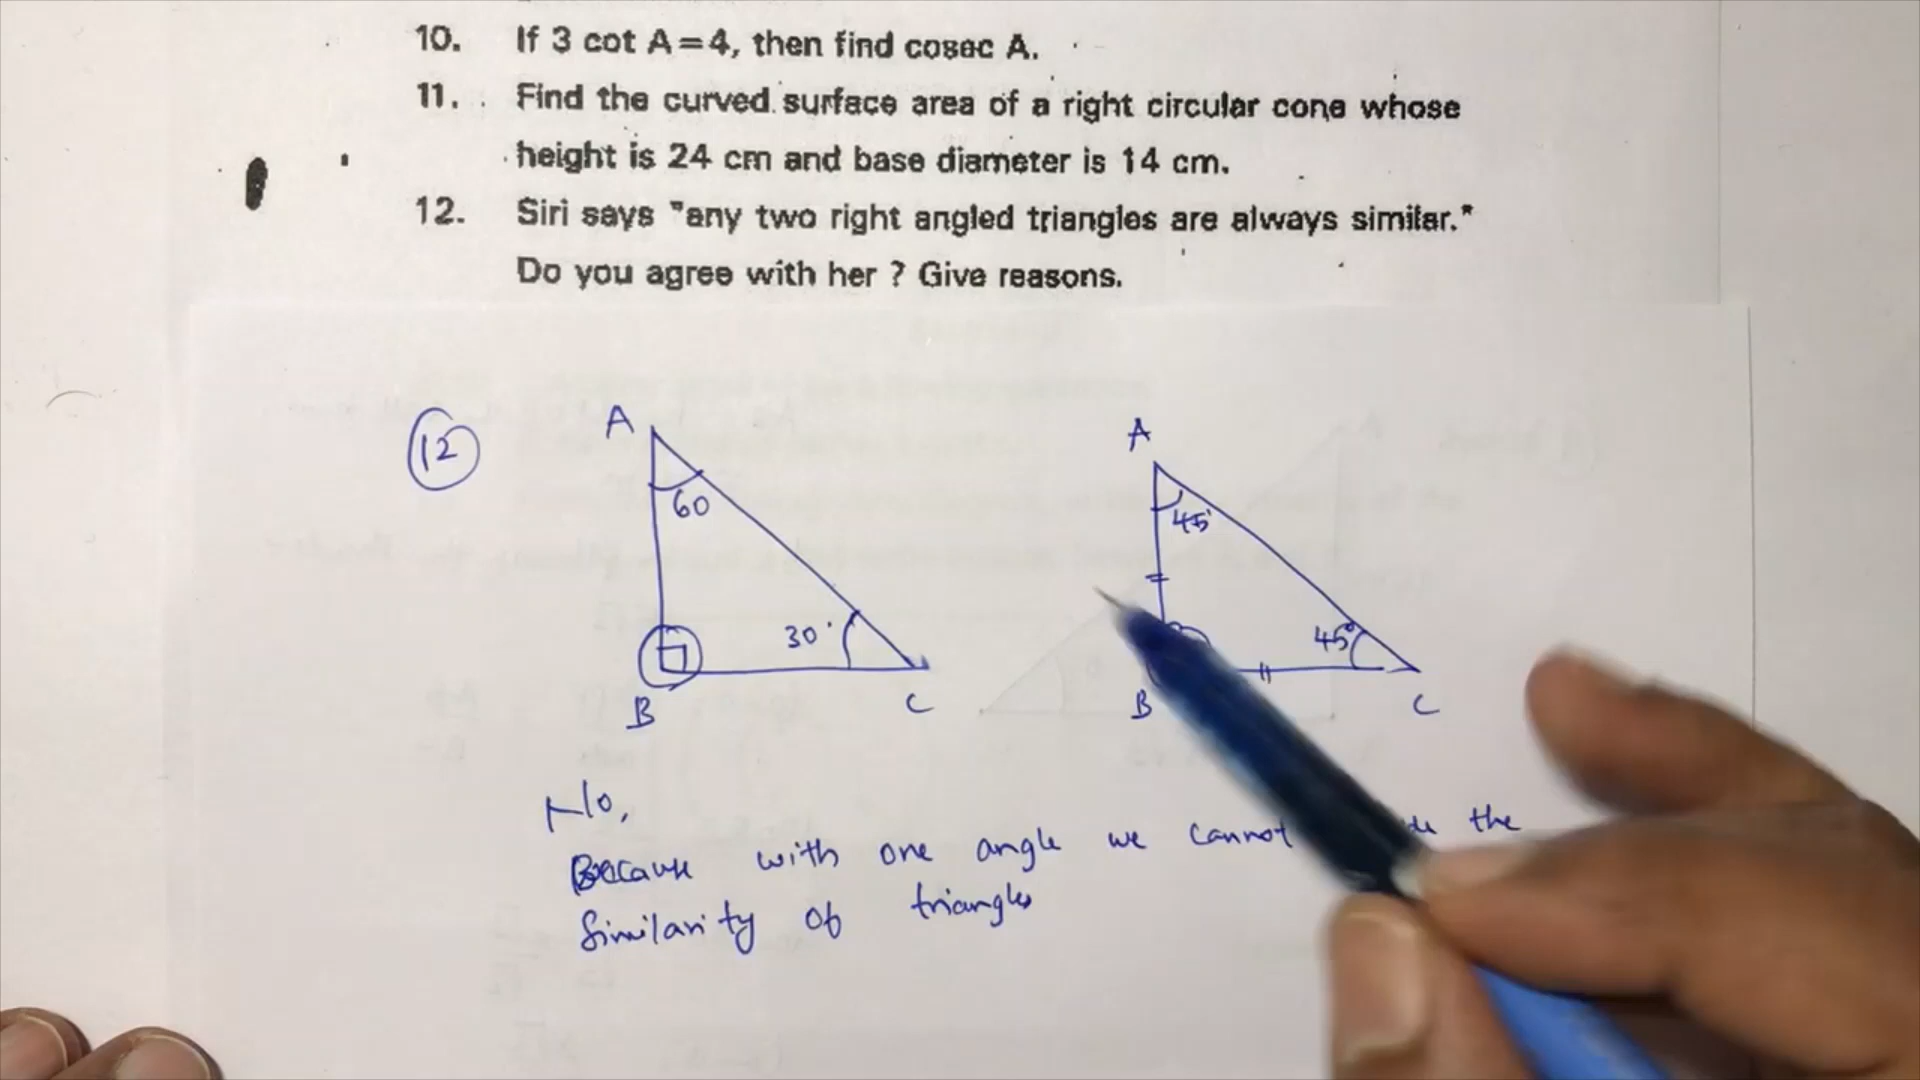 10. If 3 cot A=4, then find cosec A.
11. Find the curved surface area of a right circular cone whose
height is 24 cm and base diameter is 14 cm.
12. Siri says "any two right angled triangles are always similar."
Do you agree with her ? Give reasons.
12
A
60
30°
B
C
A
45°
45°
B
C
No,
Because with one angle we cannot the
Similarity of triangles